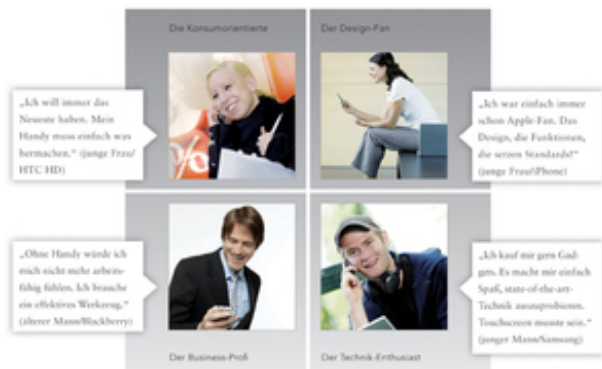 Die Konsumorientierte
Der Design-Fan
„Ich will immer das
Neueste haben. Mein
Handy muss einfach was
hermachen.“ (junge Frau/
HTC HD)
%
„Ich war einfach immer
schon Apple-Fan. Das
Design, die Funktionen,
die setzen Standards!“
(junge Frau/iPhone)
„Ohne Handy würde ich
mich nicht mehr arbeits-
fähig fühlen. Ich brauche
ein effektives Werkzeug.“
(älterer Mann/Blackberry)
„Ich kauf mir gern Gad-
gets. Es macht mir einfach
Spaß, state-of-the-art-
Technik auszuprobieren.
Touchscreen musste sein.“
(junger Mann/Samsung)
Der Business-Profi
Der Technik-Enthusiast